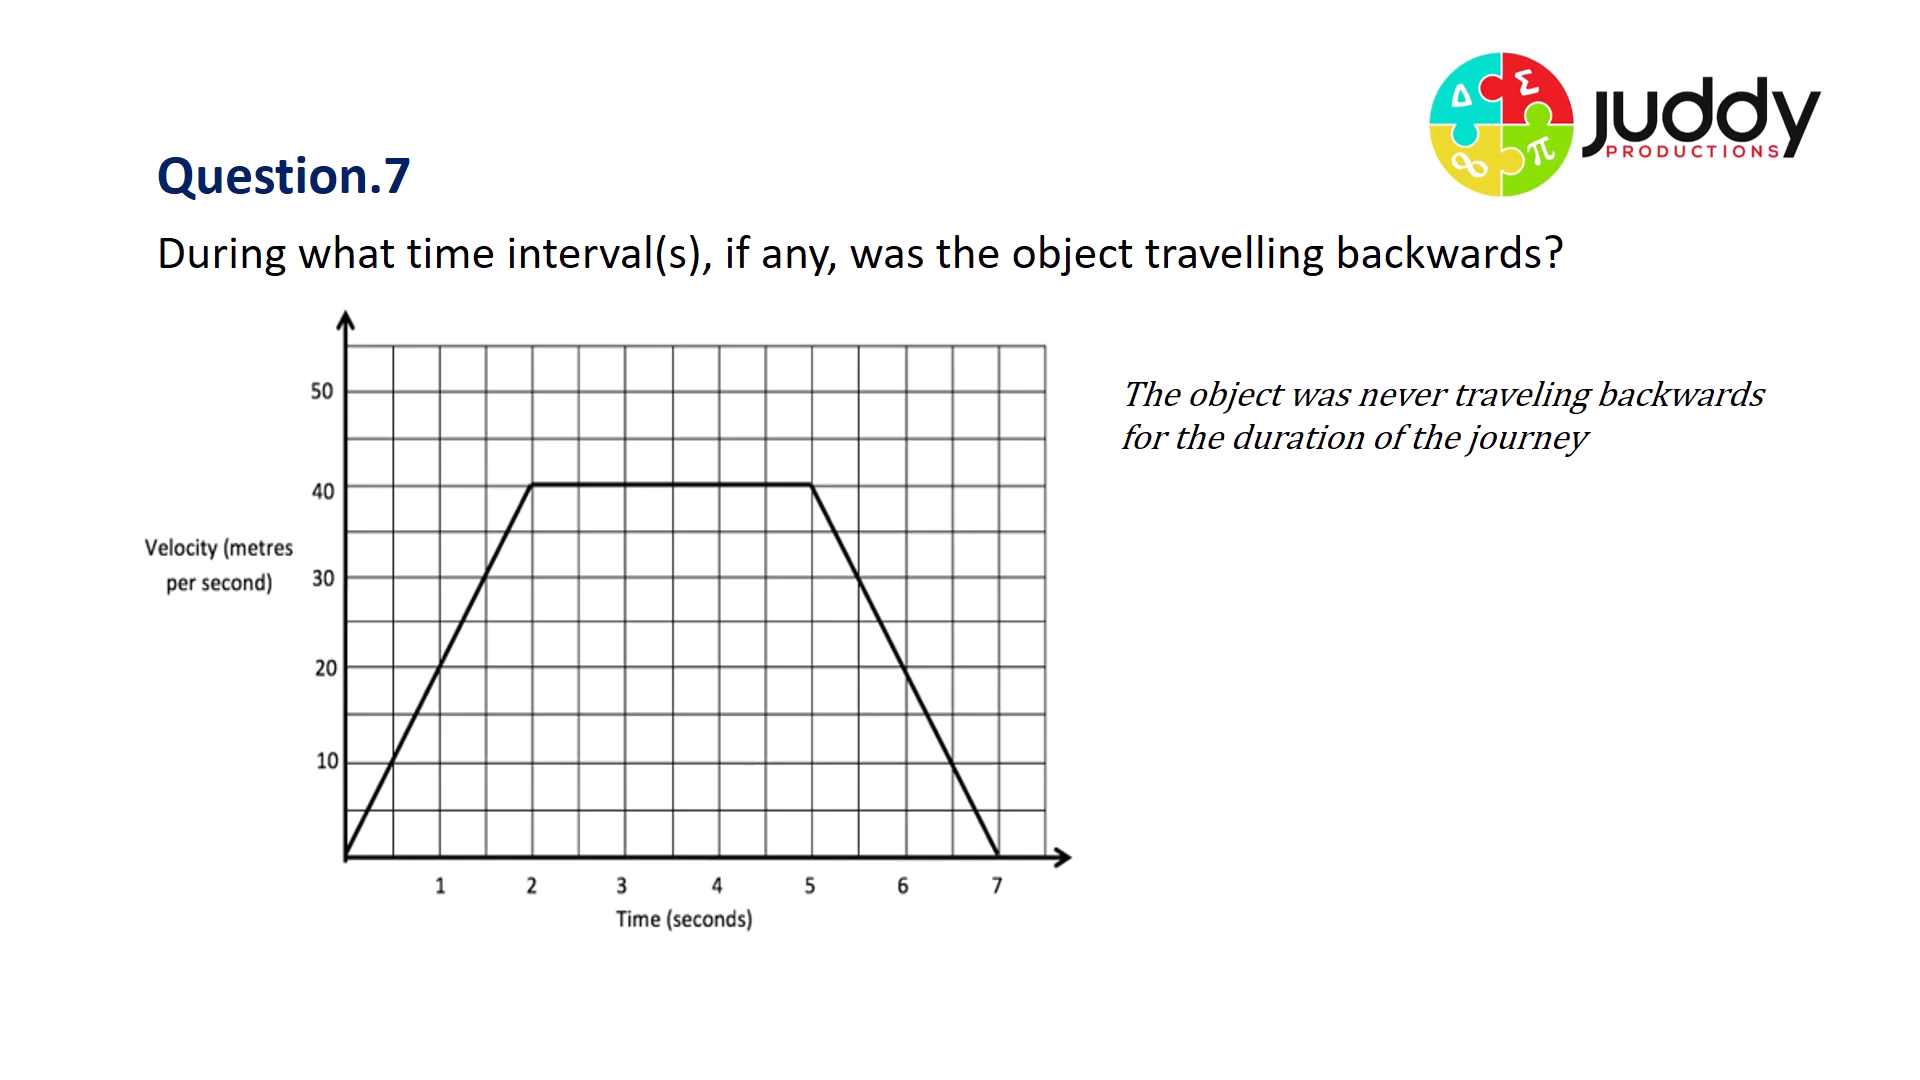 Δ Σ
∞ π
juddy
PRODUCTIONS
Question.7
During what time interval(s), if any, was the object travelling backwards?
50
40
30
20
10
Velocity (metres
per second)
1 2 3 4 5 6 7
Time (seconds)
The object was never traveling backwards
for the duration of the journey